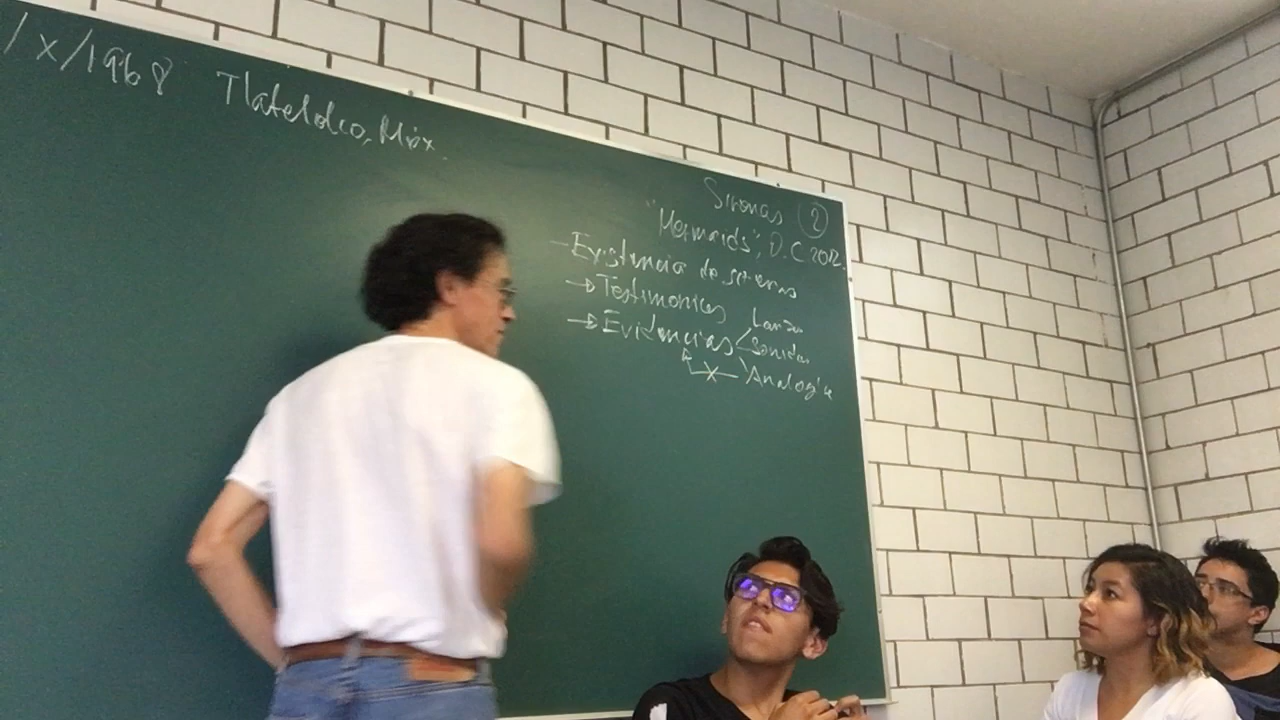 / x/1968 Tlatelolco, Méx.
Sirenas 2
"Mermaids", D.C. 2012.
- Existencia de sirenas
→ Testimonios
→ Evidencias
Lanza
Sonidos
x Analogía